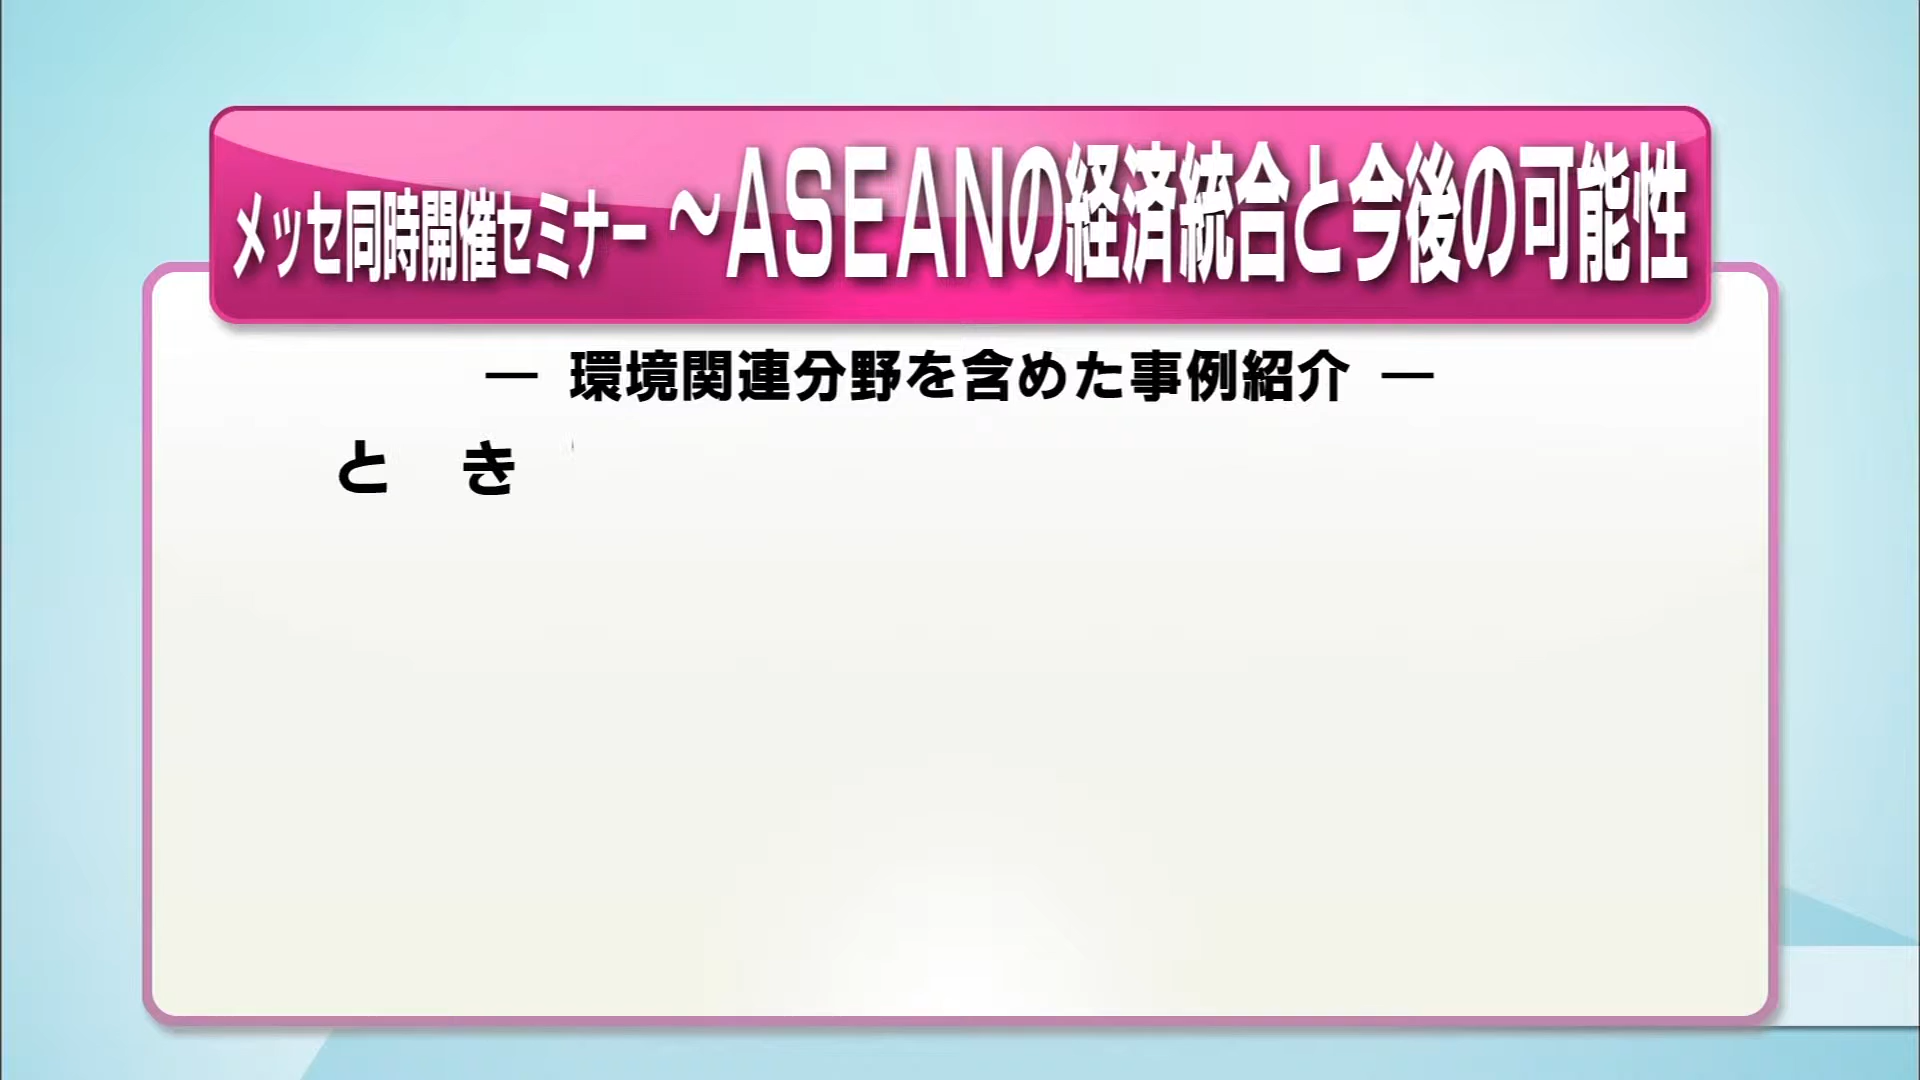 メッセ同時開催セミナー ～ASEANの経済統合と今後の可能性
― 環境関連分野を含めた事例紹介 ―
と　き